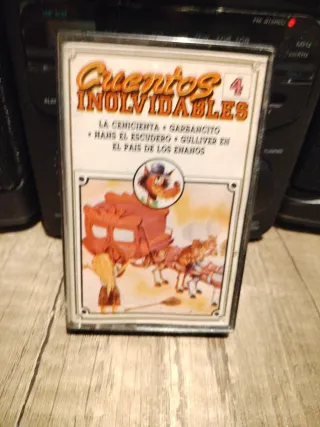 Cuentos 4
INOLVIDABLES
LA CENICIENTA • GARBANCITO
• HANS EL ESCUDERO • GULLIVER EN
EL PAIS DE LOS ENANOS